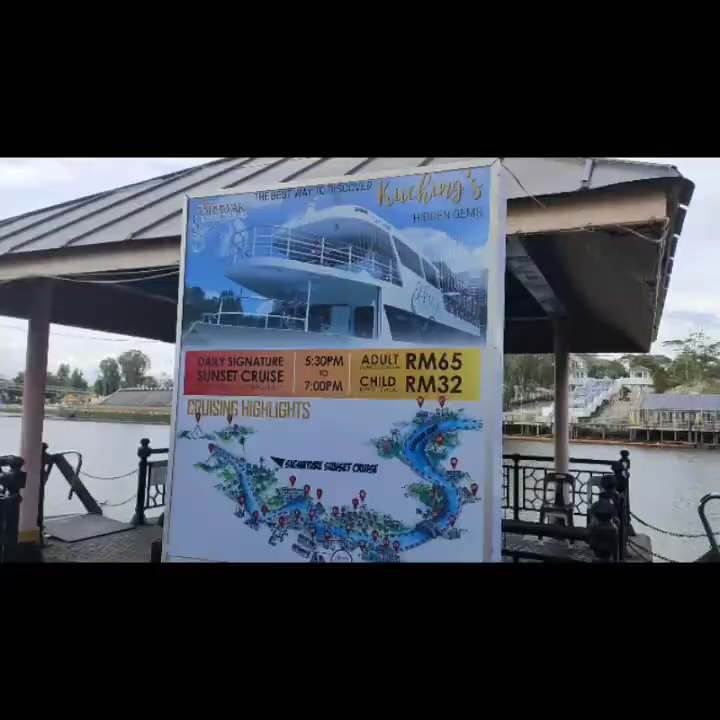 THE BEST WAY TO DISCOVER Kuching's
HIDDEN GEMS
SARAWAK
DAILY SIGNATURE
SUNSET CRUISE
5:30PM
TO
7:00PM
ADULT RM65
CHILD RM32
CRUISING HIGHLIGHTS
SIGNATURE SUNSET CRUISE